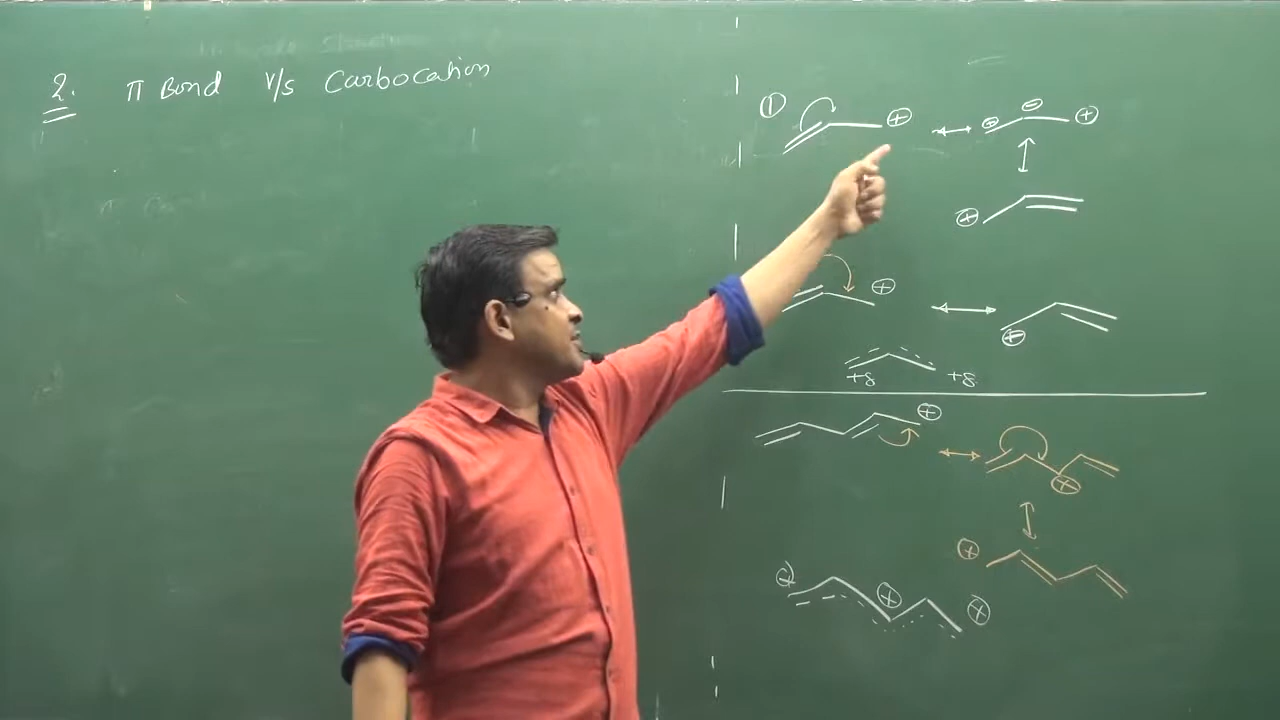 2. π Bond v/s Carbocation
①
⊕
⊕ ⊖ ⊕
⊕
⊕
⊕
+δ +δ
⊕
⊕
⊕
⊕ ⊕ ⊕